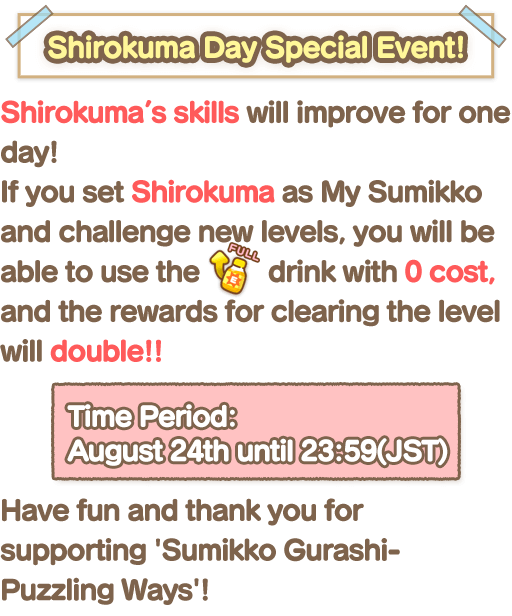 Shirokuma Day Special Event!
Shirokuma's skills will improve for one
day!
If you set Shirokuma as My Sumikko
and challenge new levels, you will be
FULL
able to use the drink with 0 cost,
and the rewards for clearing the level
will double!!
Time Period:
August 24th until 23:59(JST)
Have fun and thank you for
supporting 'Sumikko Gurashi-
Puzzling Ways'!